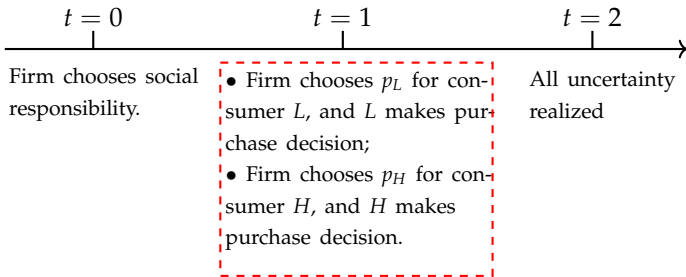 t = 0
t = 1
t = 2
Firm chooses social
responsibility.
• Firm chooses p_L for con-
sumer L, and L makes pur-
chase decision;
• Firm chooses p_H for con-
sumer H, and H makes
purchase decision.
All uncertainty
realized